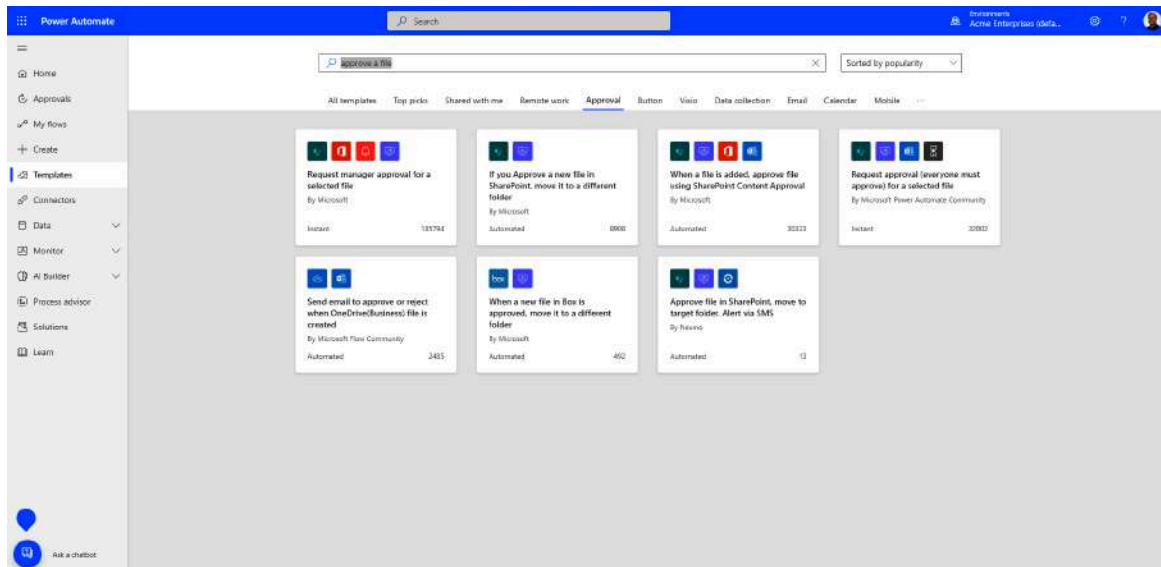 Power Automate
Search
Environments
Acme Enterprises (defa...
?
Home
Approvals
My flows
Create
Templates
Connectors
Data
Monitor
AI Builder
Process advisor
Solutions
Learn
Ask a chatbot
approve a file
Sorted by popularity
All templates Top picks Shared with me Remote work Approval Button Visio Data collection Email Calendar Mobile ...
Request manager approval for a
selected file
By Microsoft
Instant
If you Approve a new file in
SharePoint, move it to a different
folder
By Microsoft
Automated
When a file is added, approve file
using SharePoint Content Approval
By Microsoft
Automated
Request approval (everyone must
approve) for a selected file
By Microsoft Power Automate Community
Instant
Send email to approve or reject
when OneDrive(Business) file is
created
By Microsoft Flow Community
Automated 2485
box
When a new file in Box is
approved, move it to a different
folder
By Microsoft
Automated 492
Approve file in SharePoint, move to
target folder. Alert via SMS
Automated 13